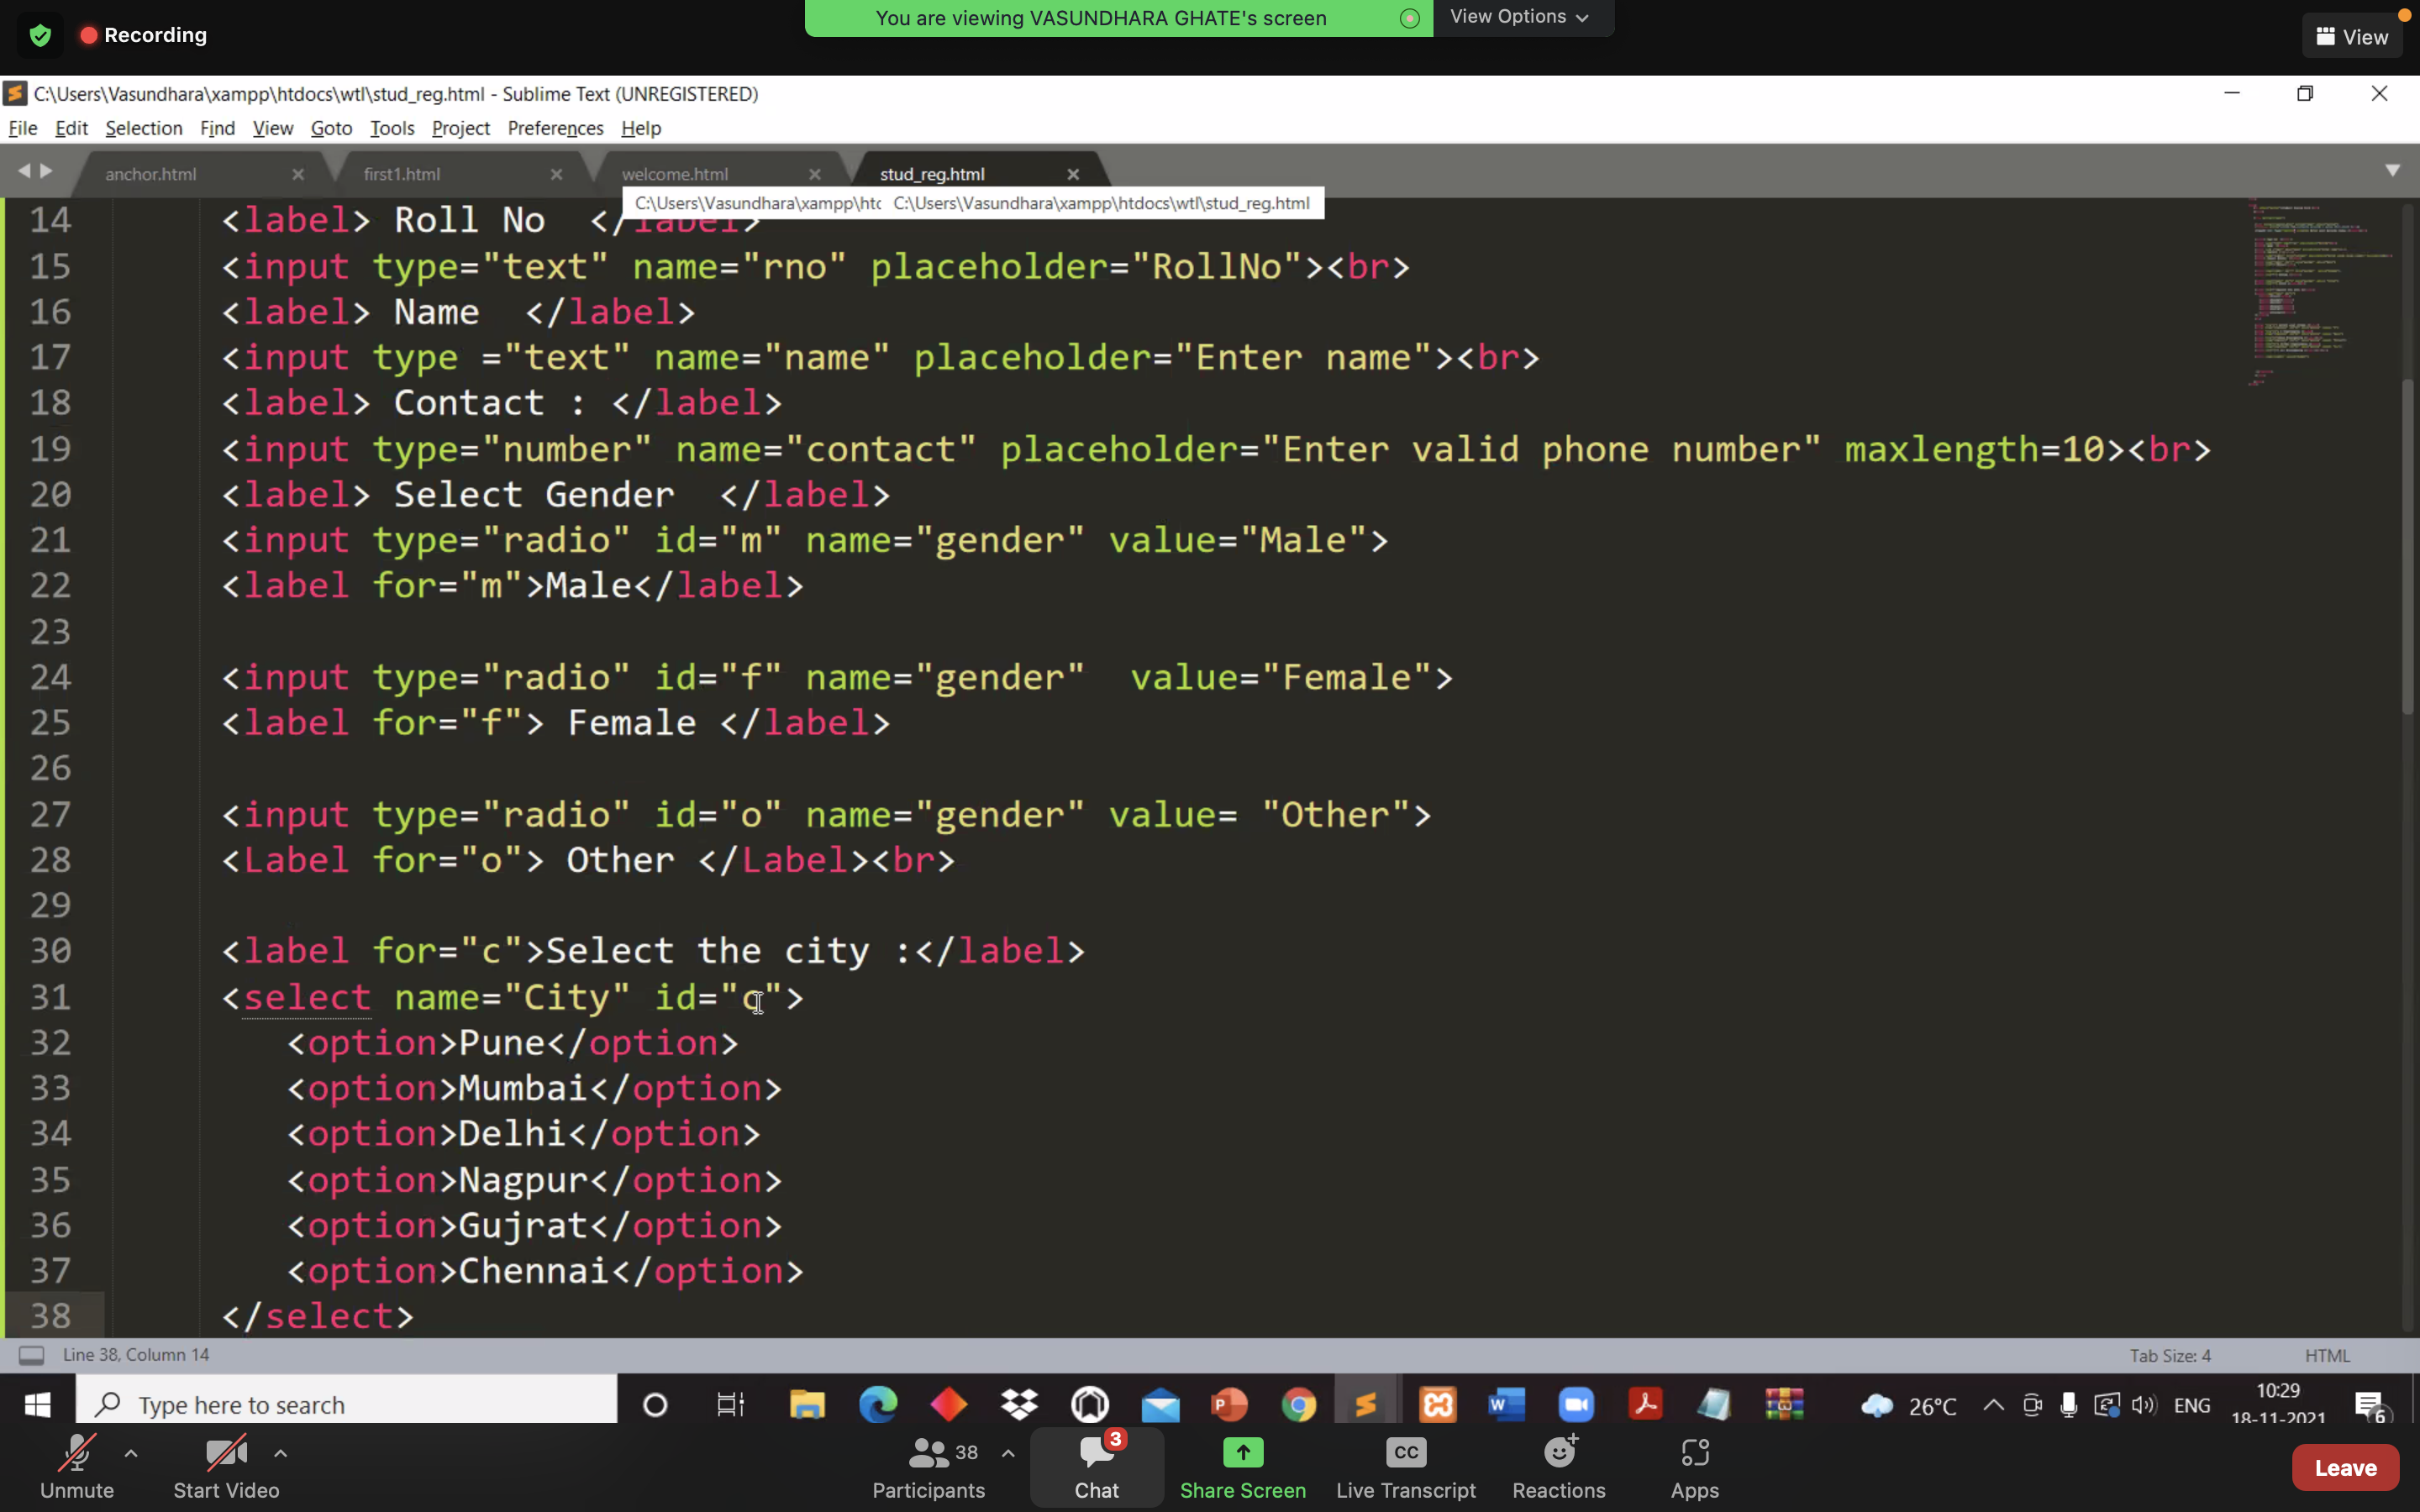 Recording
You are viewing VASUNDHARA GHATE's screen
View Options
View
C:\Users\Vasundhara\xampp\htdocs\wtl\stud_reg.html - Sublime Text (UNREGISTERED)
File Edit Selection Find View Goto Tools Project Preferences Help
anchor.html first1.html welcome.html stud_reg.html
C:\Users\Vasundhara\xampp\htc C:\Users\Vasundhara\xampp\htdocs\wtl\stud_reg.html
14 <label> Roll No </label>
15 <input type="text" name="rno" placeholder="RollNo"><br>
16 <label> Name </label>
17 <input type ="text" name="name" placeholder="Enter name"><br>
18 <label> Contact : </label>
19 <input type="number" name="contact" placeholder="Enter valid phone number" maxlength=10><br>
20 <label> Select Gender </label>
21 <input type="radio" id="m" name="gender" value="Male">
22 <label for="m">Male</label>
23
24 <input type="radio" id="f" name="gender" value="Female">
25 <label for="f"> Female </label>
26
27 <input type="radio" id="o" name="gender" value= "Other">
28 <Label for="o"> Other </Label><br>
29
30 <label for="c">Select the city :</label>
31 <select name="City" id="c">
32 <option>Pune</option>
33 <option>Mumbai</option>
34 <option>Delhi</option>
35 <option>Nagpur</option>
36 <option>Gujrat</option>
37 <option>Chennai</option>
38 </select>
Line 38, Column 14
Tab Size: 4
HTML
Type here to search
26°C
ENG
10:29
18-11-2021
6
Unmute
Start Video
38
Participants
3
Chat
Share Screen
CC
Live Transcript
Reactions
Apps
Leave